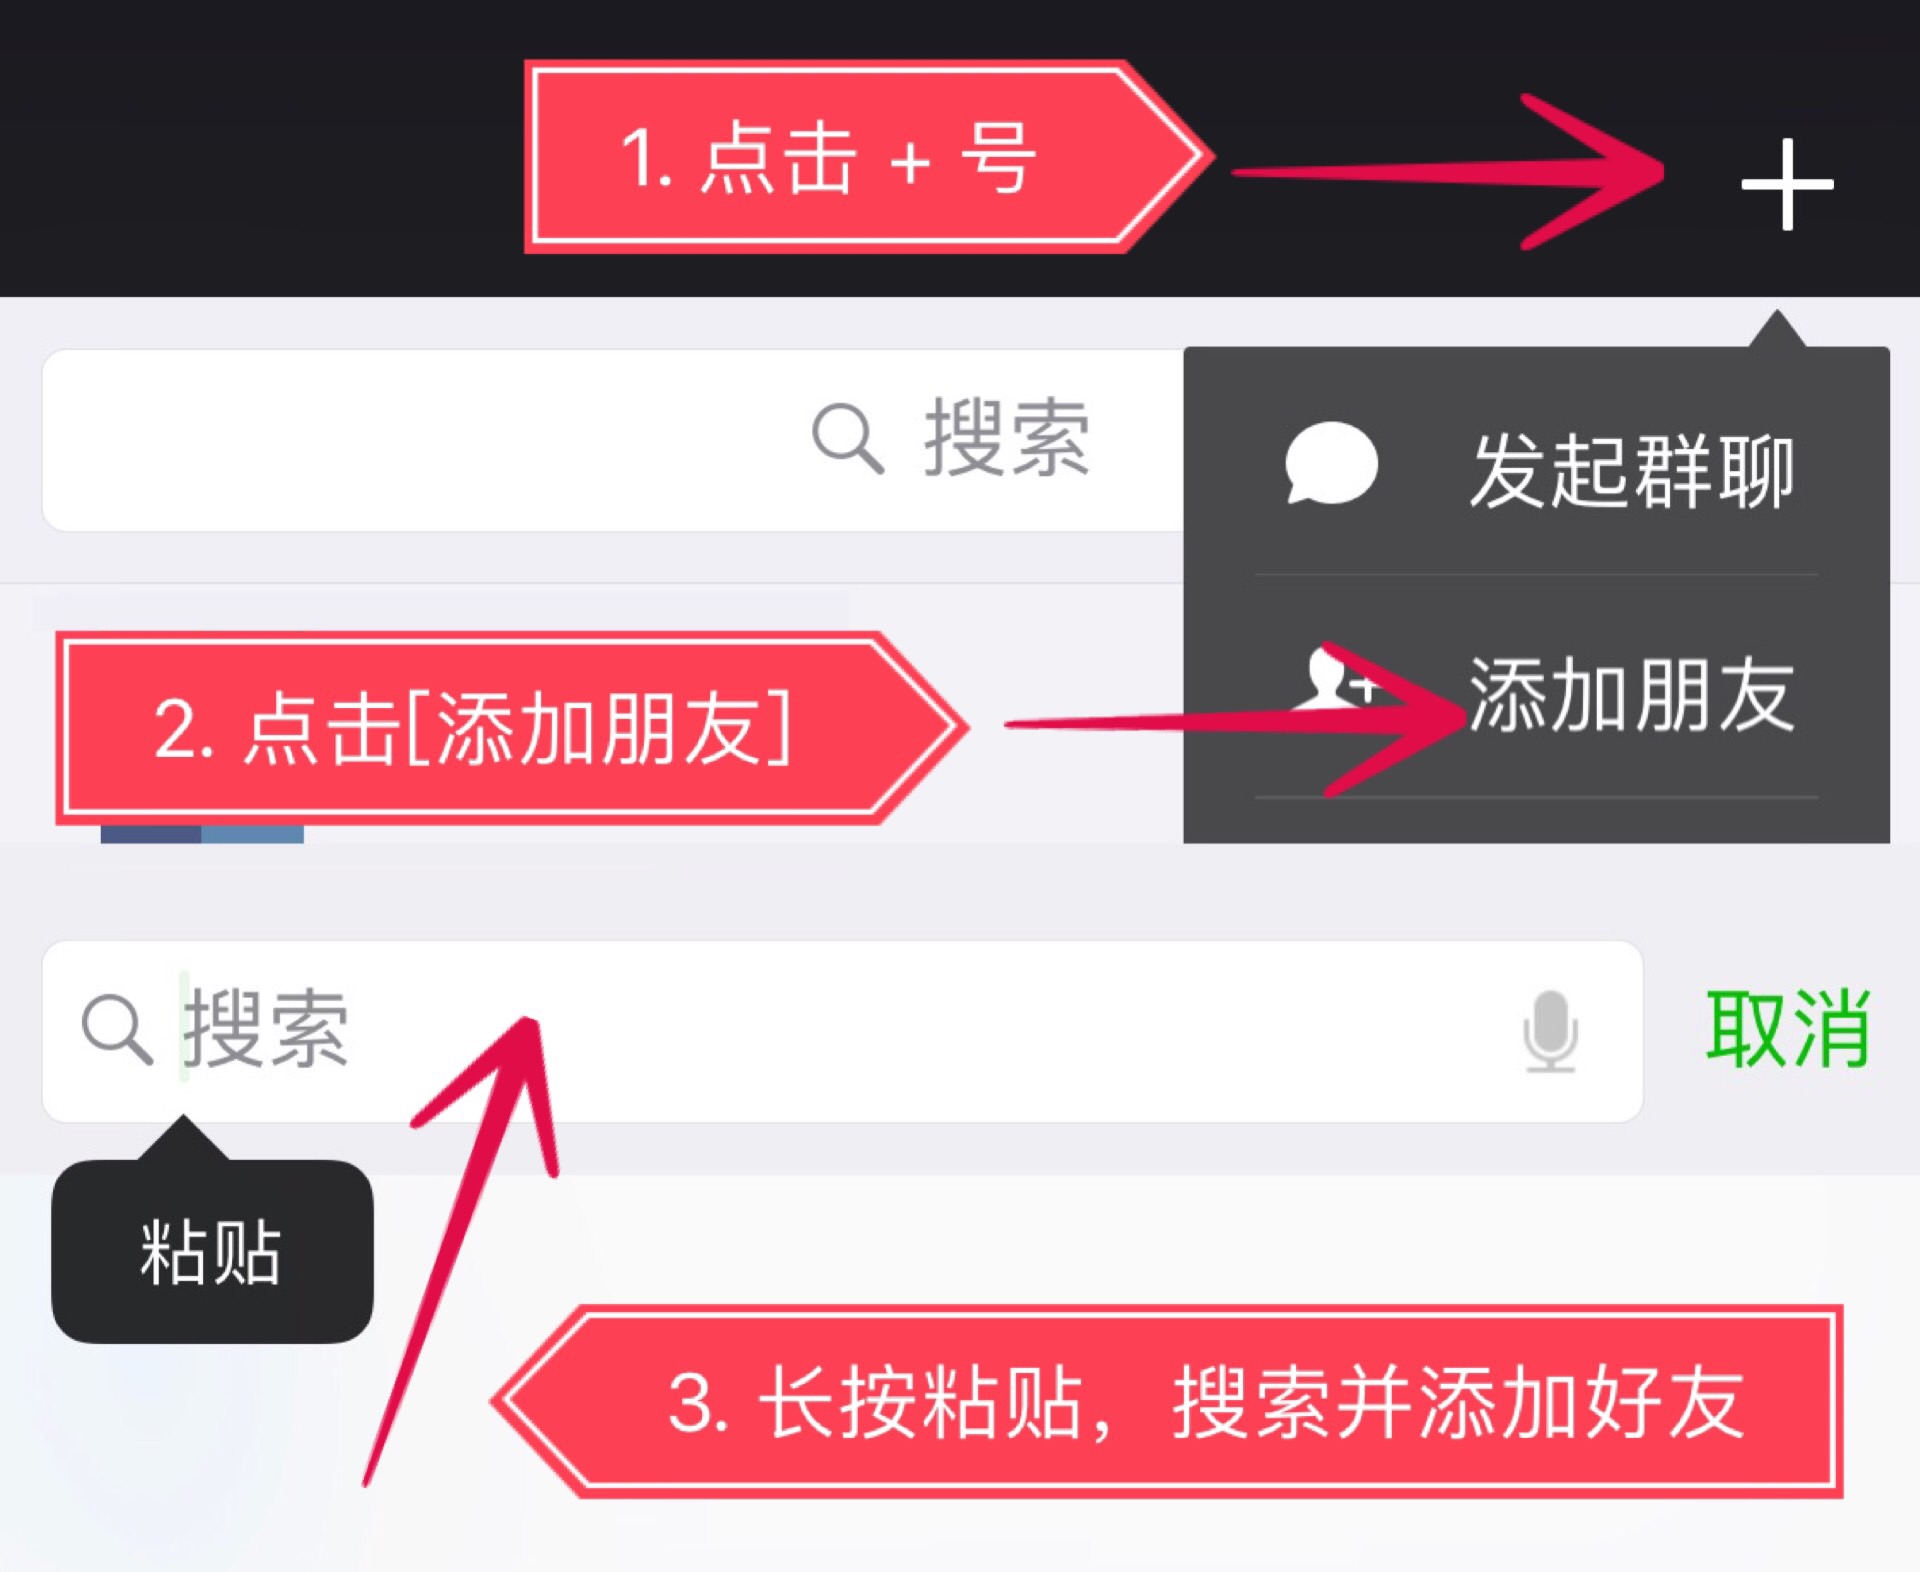 1. 点击 + 号
搜索
发起群聊
2. 点击[添加朋友]
添加朋友
搜索
取消
粘贴
3. 长按粘贴，搜索并添加好友